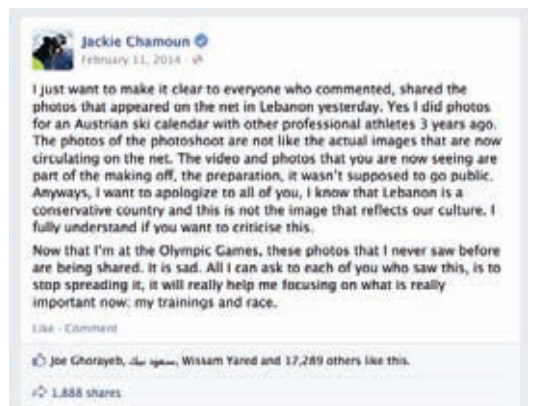 Jackie Chamoun
February 11, 2014
I just want to make it clear to everyone who commented, shared the
photos that appeared on the net in Lebanon yesterday. Yes I did photos
for an Austrian ski calendar with other professional athletes 3 years ago.
The photos of the photoshoot are not like the actual images that are now
circulating on the net. The video and photos that you are now seeing are
part of the making off, the preparation, it wasn't supposed to go public.
Anyways, I want to apologize to all of you, I know that Lebanon is a
conservative country and this is not the image that reflects our culture. I
fully understand if you want to criticise this.
Now that I'm at the Olympic Games, these photos that I never saw before
are being shared. It is sad. All I can ask to each of you who saw this, is to
stop spreading it, it will really help me focusing on what is really
important now: my trainings and race.
Like · Comment
Joe Ghorayeb, Wissam Yared and 17,289 others like this.
1,888 shares